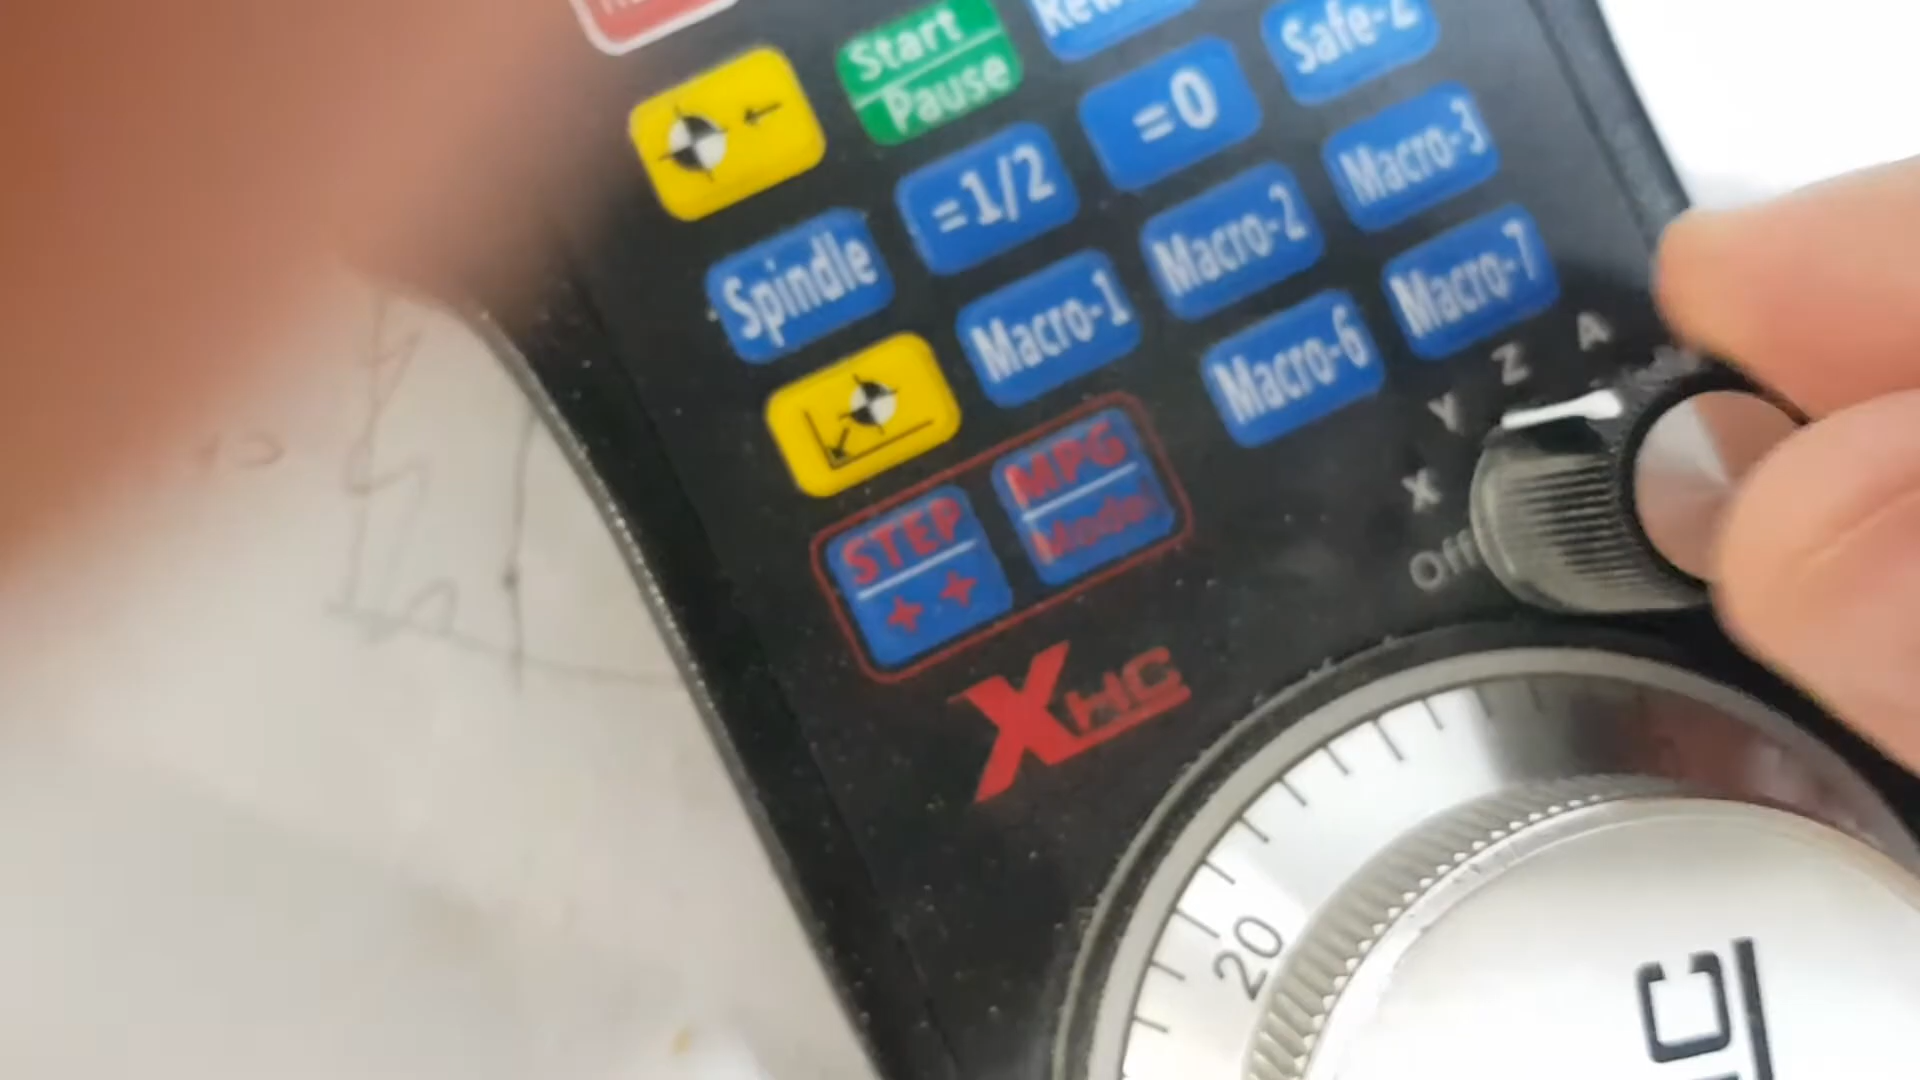 Start
Pause
Safe-Z
=1/2
=0
Macro-3
Spindle
Macro-1
Macro-2
Macro-7
Macro-6
STEP
++
MPG
Mode
Off
X
Y
Z
A
XHC
20